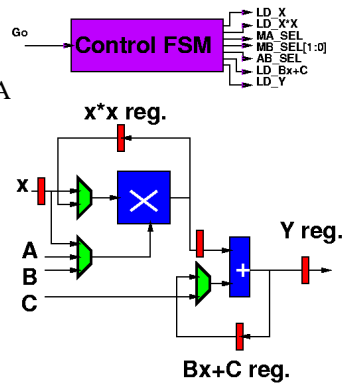 Go
Control FSM
LD_X
LD_X*X
MA_SEL
MB_SEL[1:0]
AB_SEL
LD_Bx+C
LD_Y
A
x*x reg.
x
A
B
C
+
Y reg.
Bx+C reg.